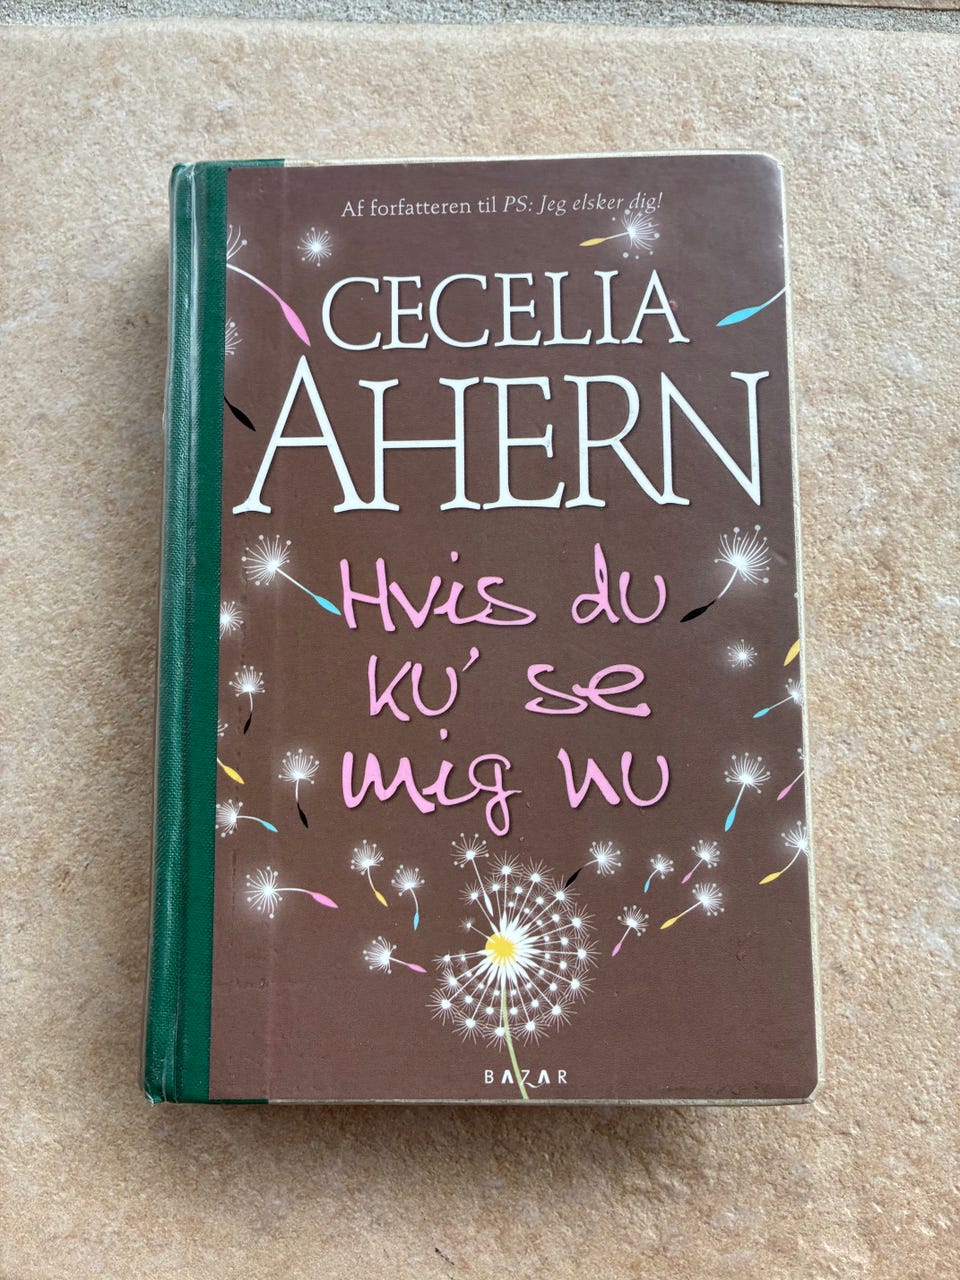 Af forfatteren til PS: Jeg elsker dig!
CECELIA
AHERN
Hvis du
ku' se
mig nu
BAZAR